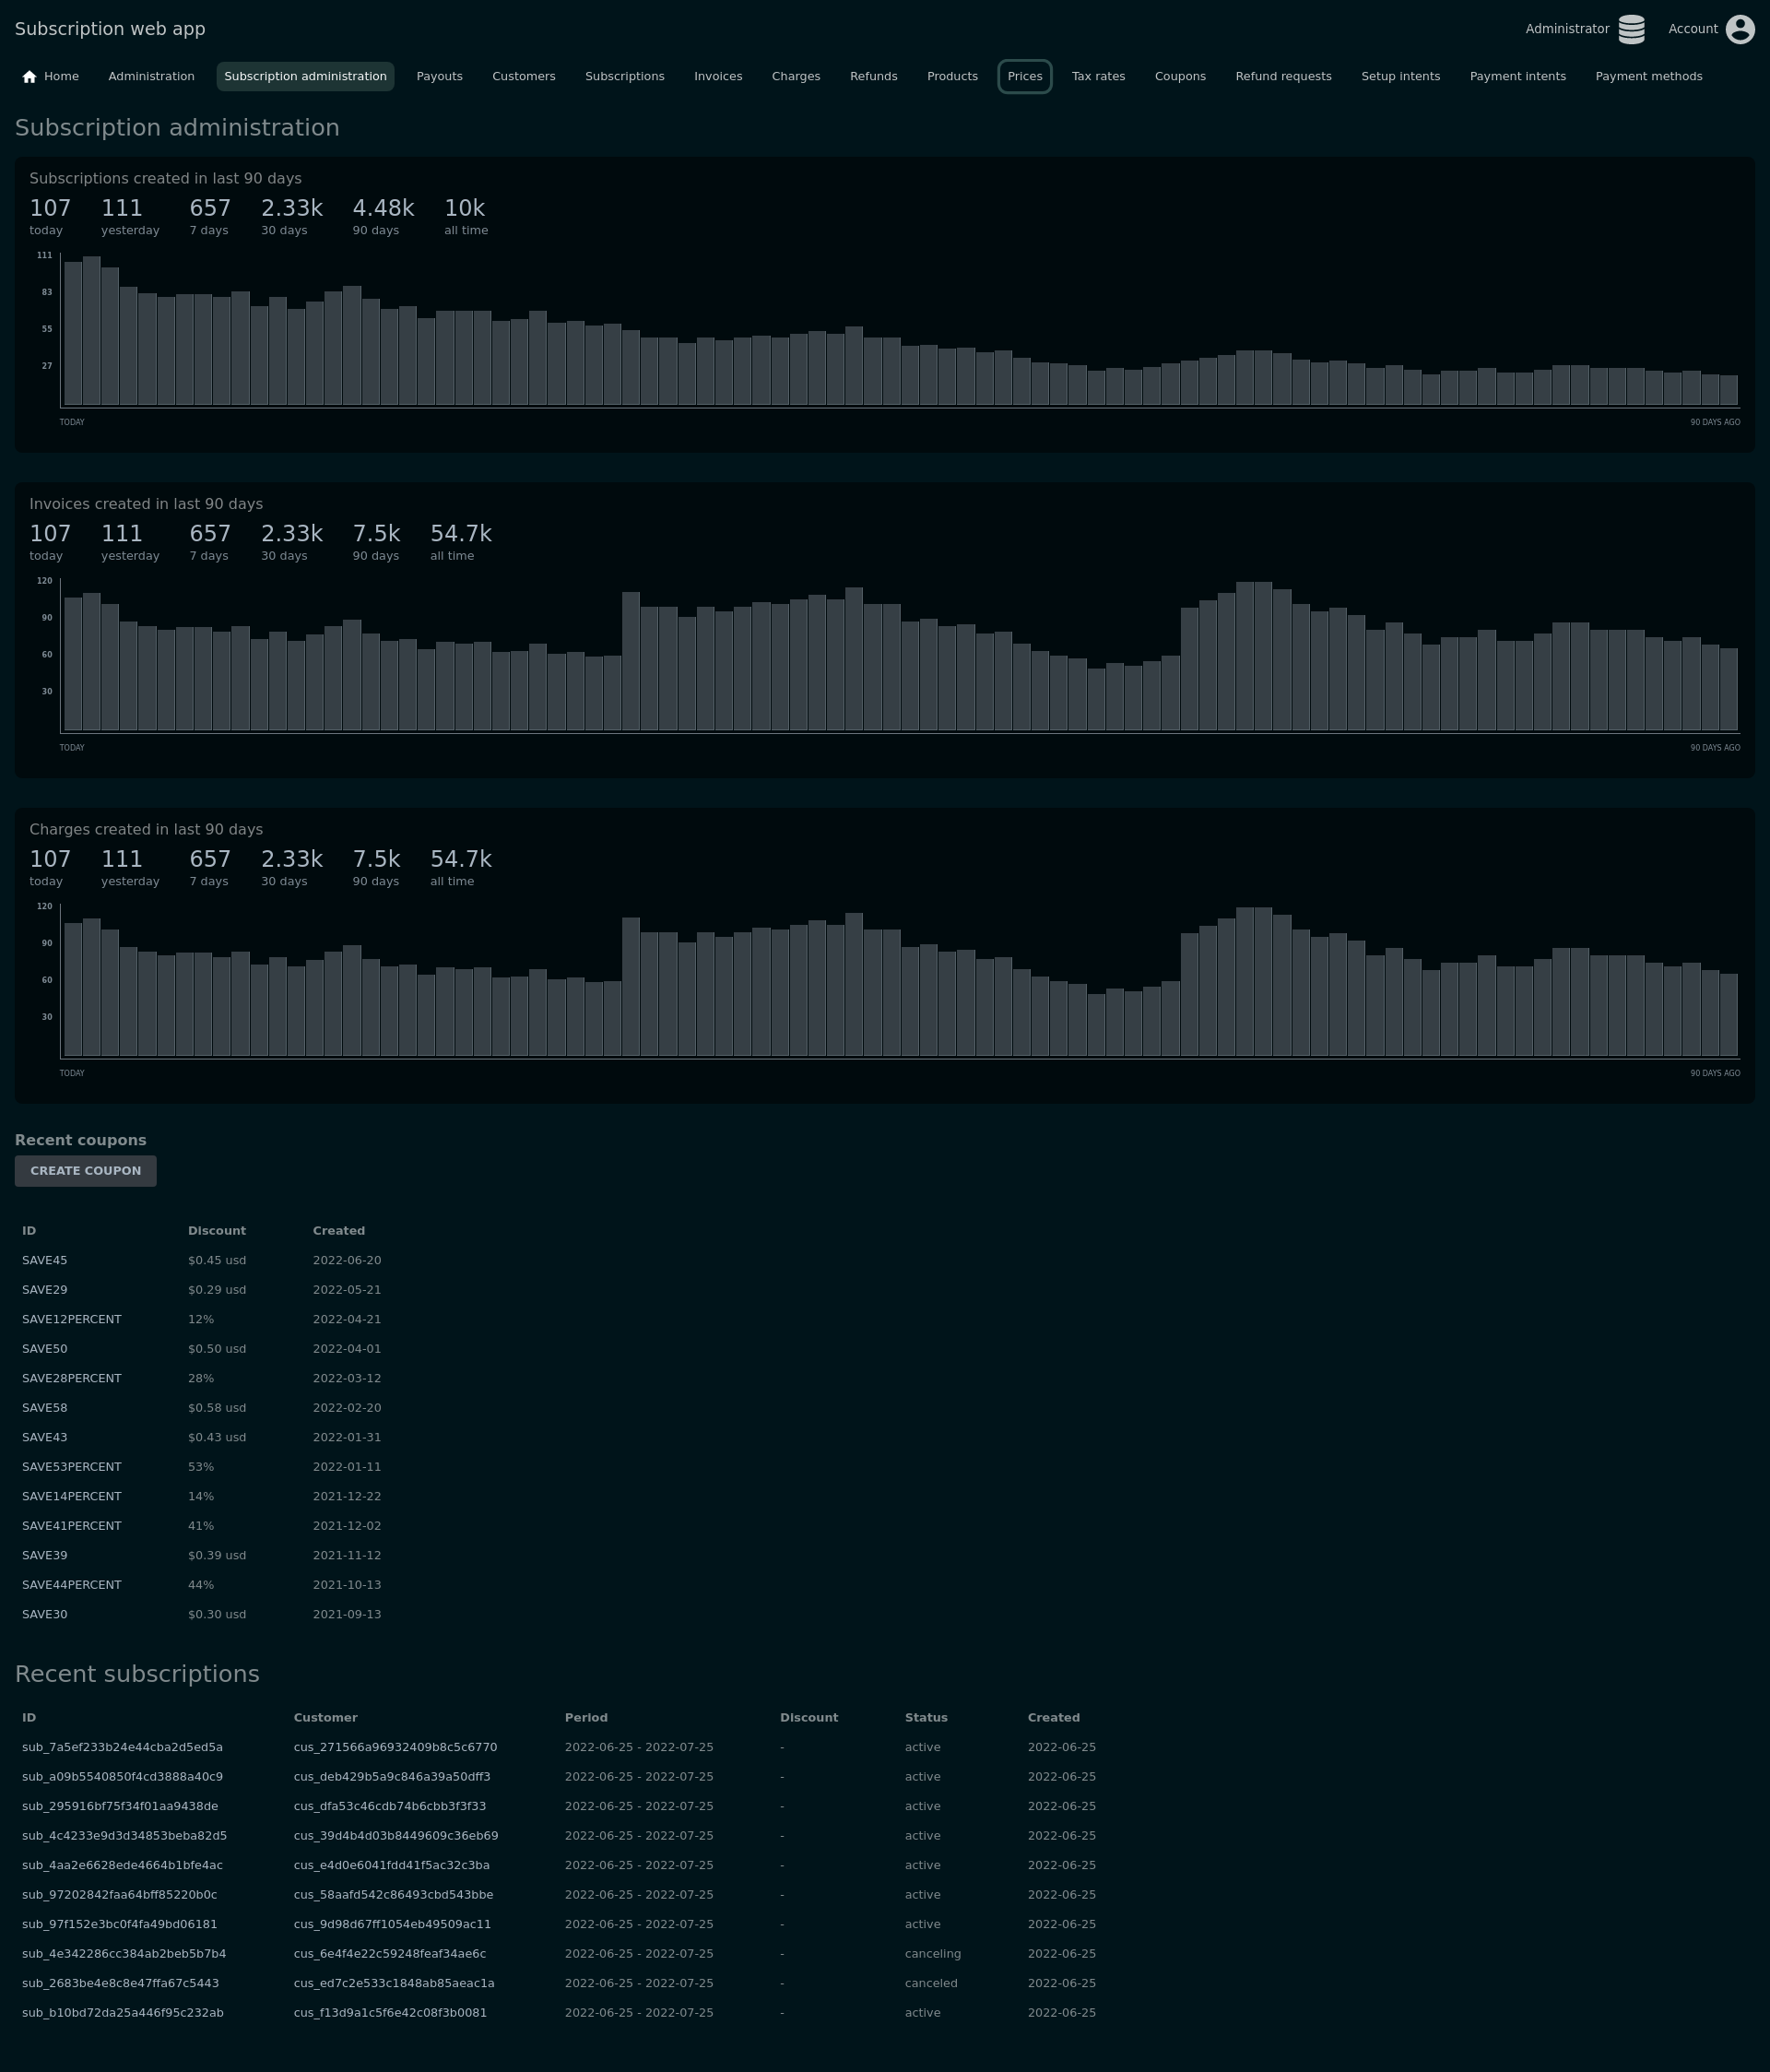 Subscription web app
Administrator Account
Home Administration Subscription administration Payouts Customers Subscriptions Invoices Charges Refunds Products Prices Tax rates Coupons Refund requests Setup intents Payment intents Payment methods
Subscription administration
Subscriptions created in last 90 days
107 111 657 2.33k 4.48k 10k
today yesterday 7 days 30 days 90 days all time
111
83
55
27
TODAY 90 DAYS AGO
Invoices created in last 90 days
107 111 657 2.33k 7.5k 54.7k
today yesterday 7 days 30 days 90 days all time
120
90
60
30
TODAY 90 DAYS AGO
Charges created in last 90 days
107 111 657 2.33k 7.5k 54.7k
today yesterday 7 days 30 days 90 days all time
120
90
60
30
TODAY 90 DAYS AGO
Recent coupons
CREATE COUPON
ID Discount Created
SAVE45 $0.45 usd 2022-06-20
SAVE29 $0.29 usd 2022-05-21
SAVE12PERCENT 12% 2022-04-21
SAVE50 $0.50 usd 2022-04-01
SAVE28PERCENT 28% 2022-03-12
SAVE58 $0.58 usd 2022-02-20
SAVE43 $0.43 usd 2022-01-31
SAVE53PERCENT 53% 2022-01-11
SAVE14PERCENT 14% 2021-12-22
SAVE41PERCENT 41% 2021-12-02
SAVE39 $0.39 usd 2021-11-12
SAVE44PERCENT 44% 2021-10-13
SAVE30 $0.30 usd 2021-09-13
Recent subscriptions
ID Customer Period Discount Status Created
sub_7a5ef233b24e44cba2d5ed5a cus_271566a96932409b8c5c6770 2022-06-25 - 2022-07-25 - active 2022-06-25
sub_a09b5540850f4cd3888a40c9 cus_deb429b5a9c846a39a50dff3 2022-06-25 - 2022-07-25 - active 2022-06-25
sub_295916bf75f34f01aa9438de cus_dfa53c46cdb74b6cbb3f3f33 2022-06-25 - 2022-07-25 - active 2022-06-25
sub_4c4233e9d3d34853beba82d5 cus_39d4b4d03b8449609c36eb69 2022-06-25 - 2022-07-25 - active 2022-06-25
sub_4aa2e6628ede4664b1bfe4ac cus_e4d0e6041fdd41f5ac32c3ba 2022-06-25 - 2022-07-25 - active 2022-06-25
sub_97202842faa64bff85220b0c cus_58aafd542c86493cbd543bbe 2022-06-25 - 2022-07-25 - active 2022-06-25
sub_97f152e3bc0f4fa49bd06181 cus_9d98d67ff1054eb49509ac11 2022-06-25 - 2022-07-25 - active 2022-06-25
sub_4e342286cc384ab2beb5b7b4 cus_6e4f4e22c59248feaf34ae6c 2022-06-25 - 2022-07-25 - canceling 2022-06-25
sub_2683be4e8c8e47ffa67c5443 cus_ed7c2e533c1848ab85aeac1a 2022-06-25 - 2022-07-25 - canceled 2022-06-25
sub_b10bd72da25a446f95c232ab cus_f13d9a1c5f6e42c08f3b0081 2022-06-25 - 2022-07-25 - active 2022-06-25